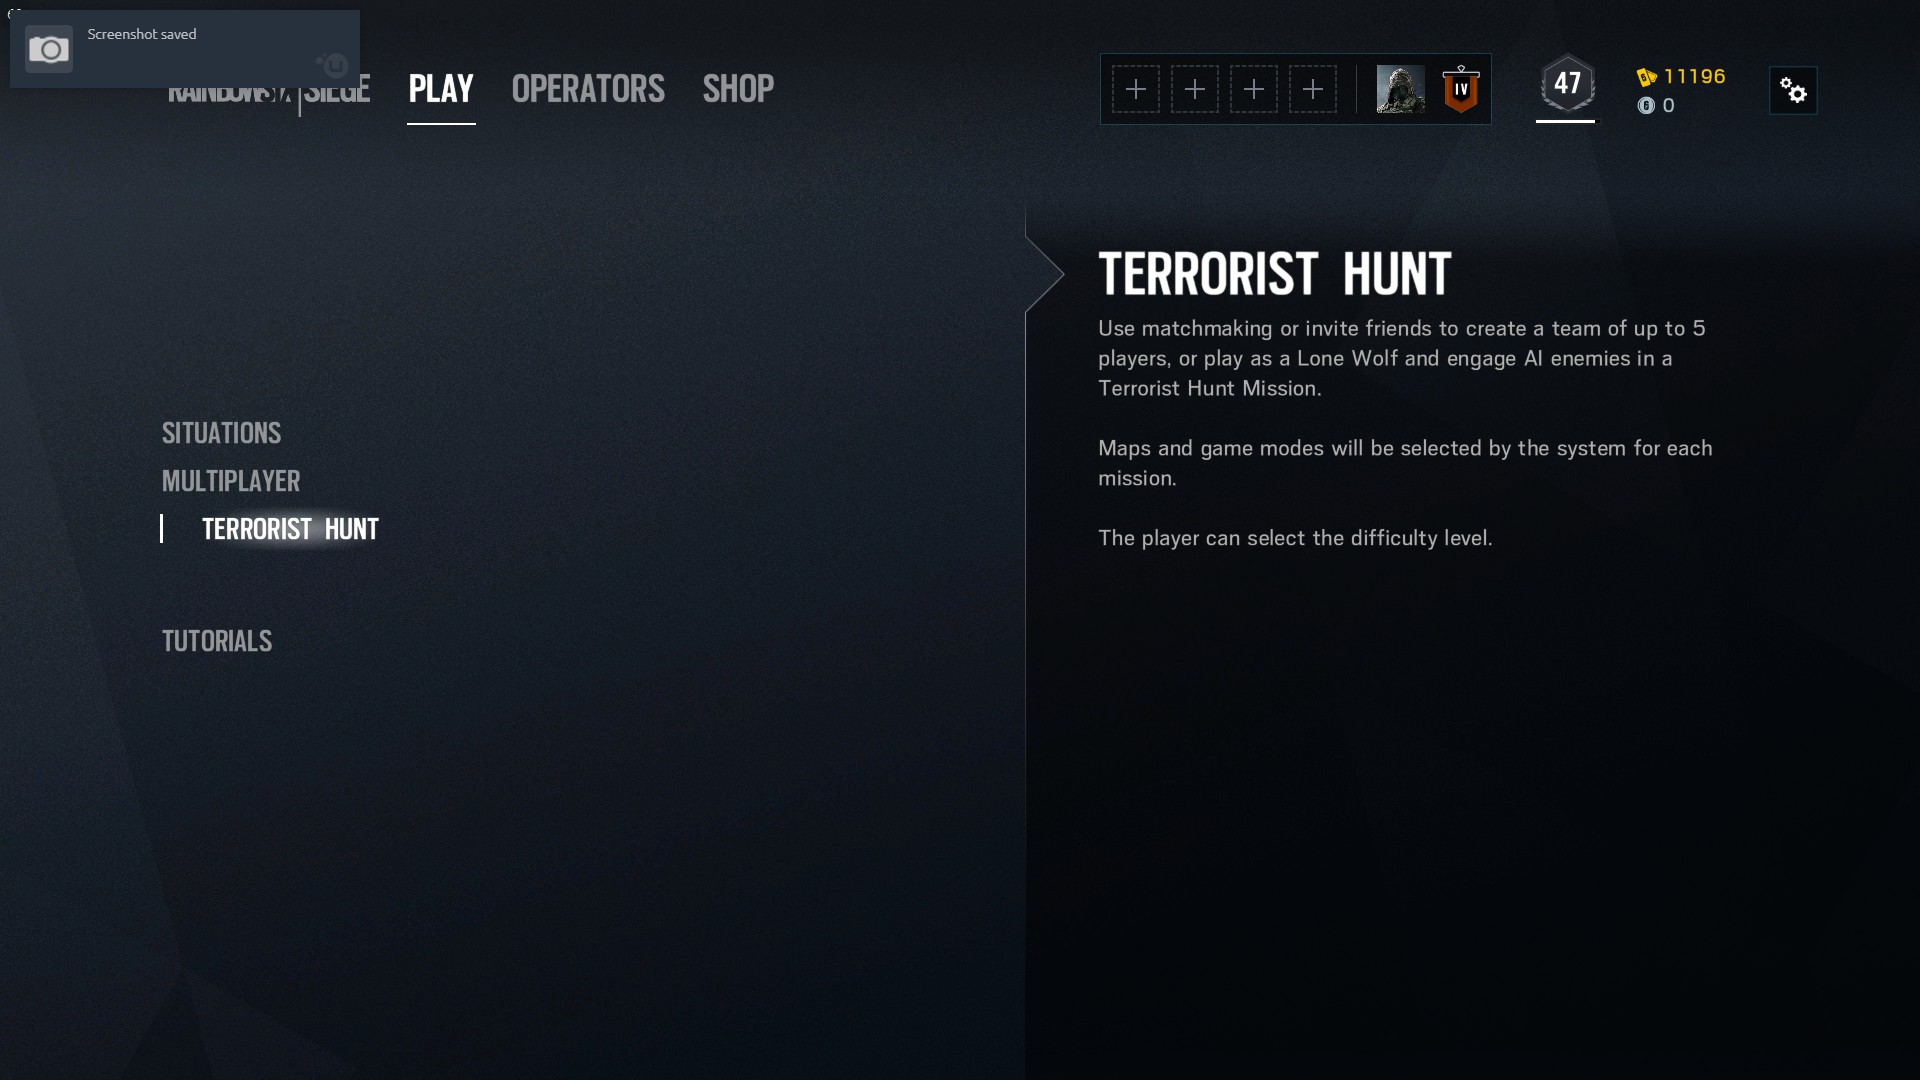 Screenshot saved
RAINBOWSIX|SIEGE
PLAY
OPERATORS
SHOP
IV
47
11196
0
TERRORIST HUNT
Use matchmaking or invite friends to create a team of up to 5
players, or play as a Lone Wolf and engage AI enemies in a
Terrorist Hunt Mission.
Maps and game modes will be selected by the system for each
mission.
The player can select the difficulty level.
SITUATIONS
MULTIPLAYER
TERRORIST HUNT
TUTORIALS